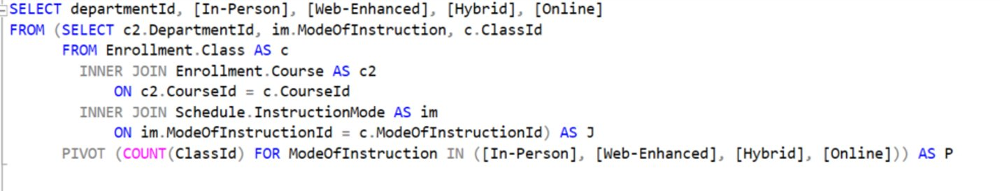 SELECT departmentId, [In-Person], [Web-Enhanced], [Hybrid], [Online]
FROM (SELECT c2.DepartmentId, im.ModeOfInstruction, c.ClassId
FROM Enrollment.Class AS c
INNER JOIN Enrollment.Course AS c2
ON c2.CourseId = c.CourseId
INNER JOIN Schedule.InstructionMode AS im
ON im.ModeOfInstructionId = c.ModeOfInstructionId) AS J
PIVOT (COUNT(ClassId) FOR ModeOfInstruction IN ([In-Person], [Web-Enhanced], [Hybrid], [Online])) AS P